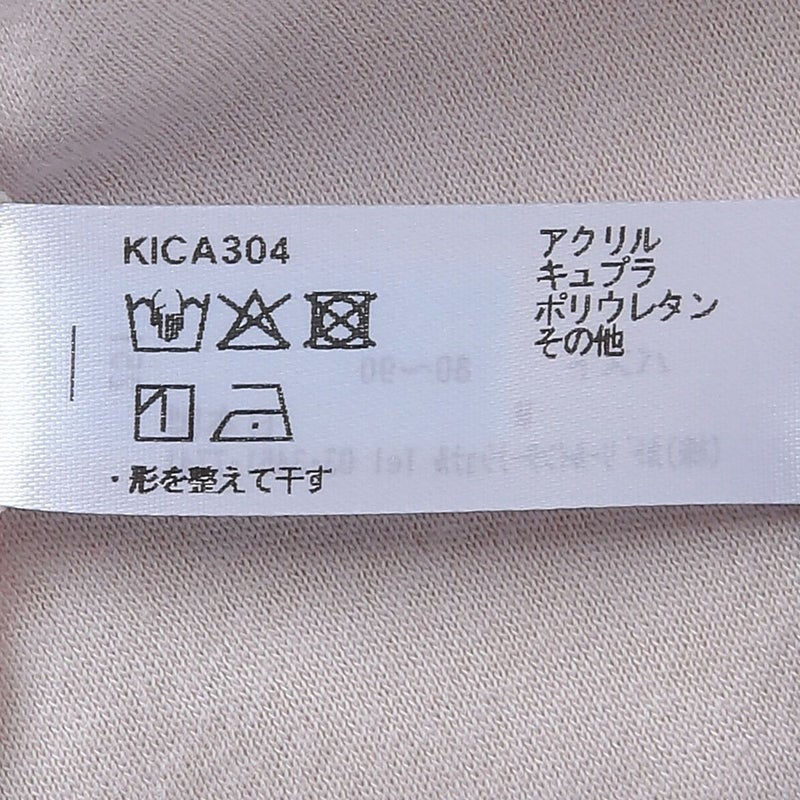 KICA304
アクリル
キュプラ
ポリウレタン
その他
・形を整えて干す